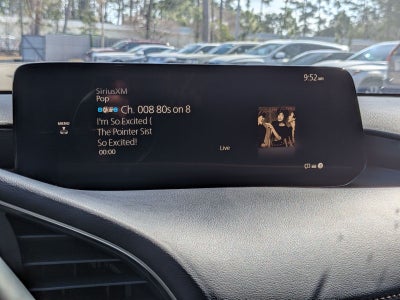 9:52 AM
SiriusXM
Pop
Ch. 008 80s on 8
MENU
I'm So Excited (
The Pointer Sist
So Excited!
Live
00:00